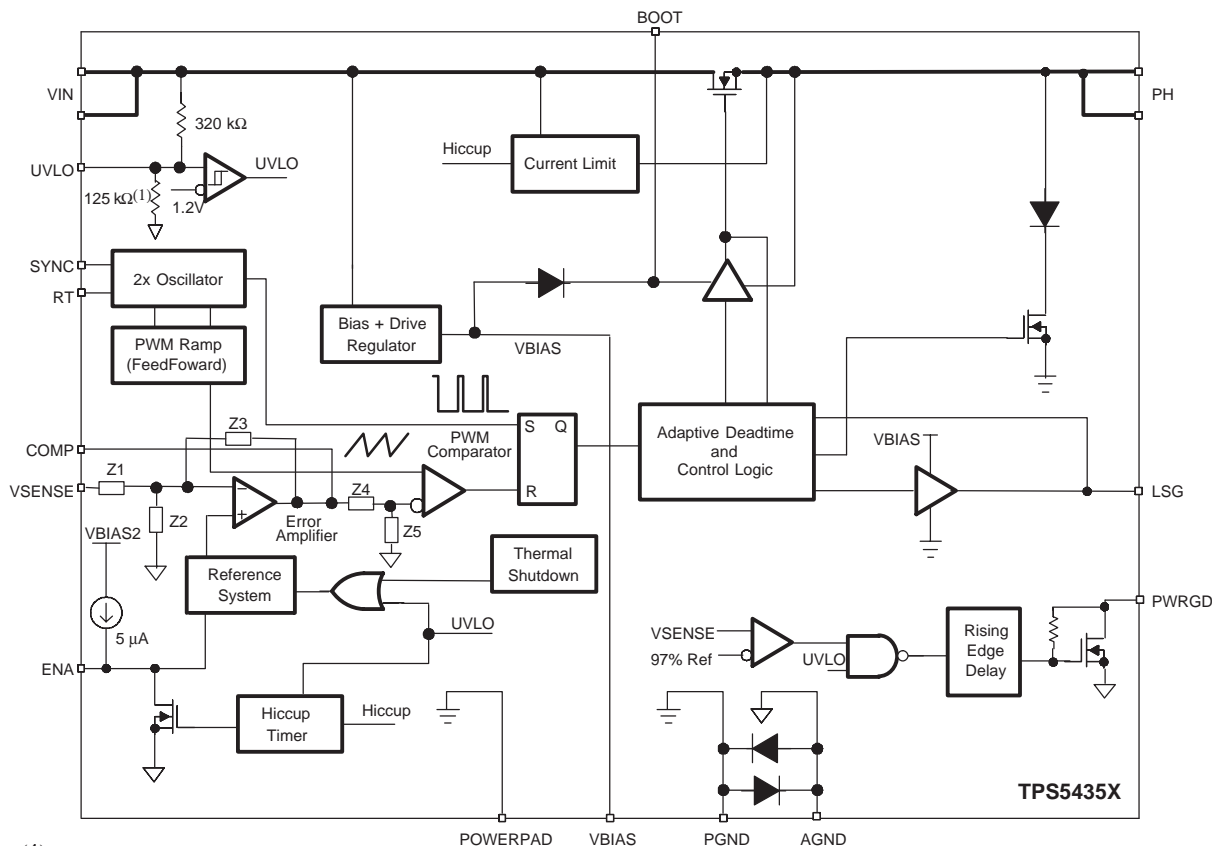 BOOT
VIN
PH
320 kΩ
Hiccup
Current Limit
UVLO
UVLO
125 kΩ(1)
1.2V
SYNC
2x Oscillator
RT
Bias + Drive
Regulator
VBIAS
PWM Ramp
(FeedFoward)
Z3
PWM
Comparator
S Q
R
Adaptive Deadtime
and
Control Logic
VBIAS
COMP
Z1
VSENSE
LSG
−
+
Z4
Z2
Error
Amplifier
Z5
VBIAS2
Thermal
Shutdown
Reference
System
5 μA
UVLO
PWRGD
VSENSE
97% Ref
UVLO
Rising
Edge
Delay
ENA
Hiccup
Timer
Hiccup
TPS5435X
POWERPAD
VBIAS
PGND
AGND